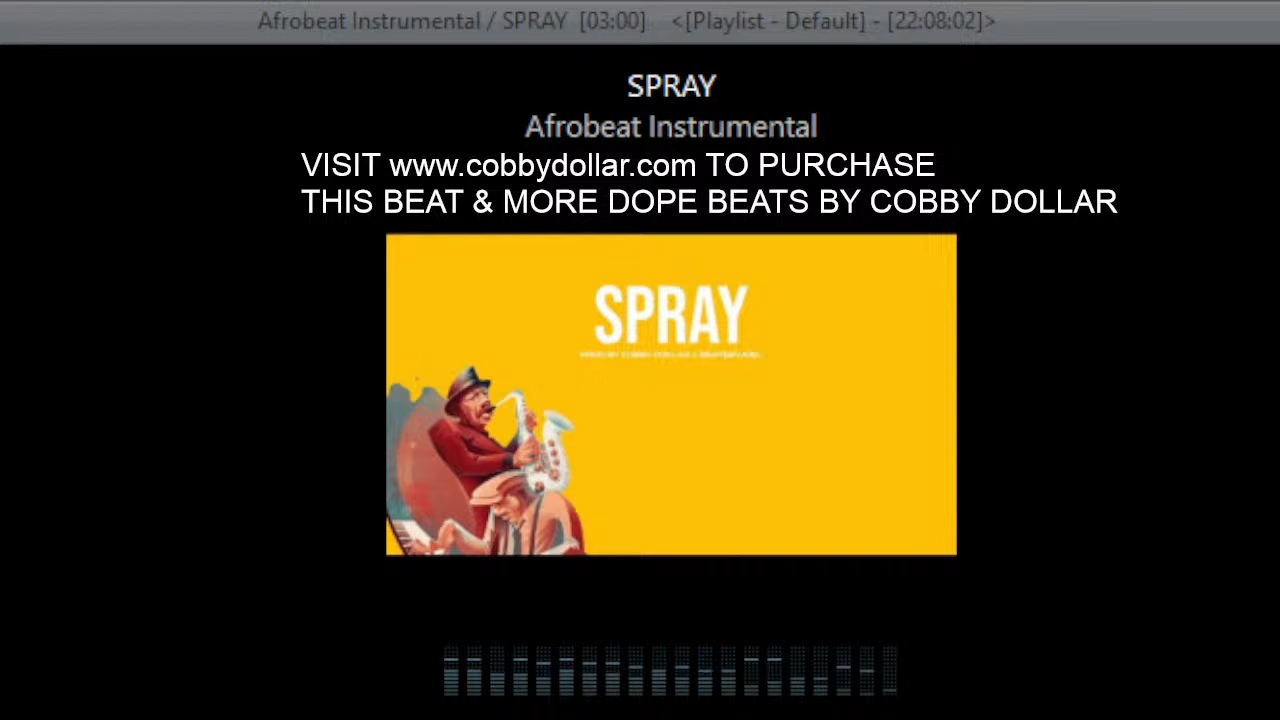 Afrobeat Instrumental / SPRAY [03:00] <[Playlist - Default] - [22:08:02]>
SPRAY
Afrobeat Instrumental
VISIT www.cobbydollar.com TO PURCHASE
THIS BEAT & MORE DOPE BEATS BY COBBY DOLLAR
SPRAY